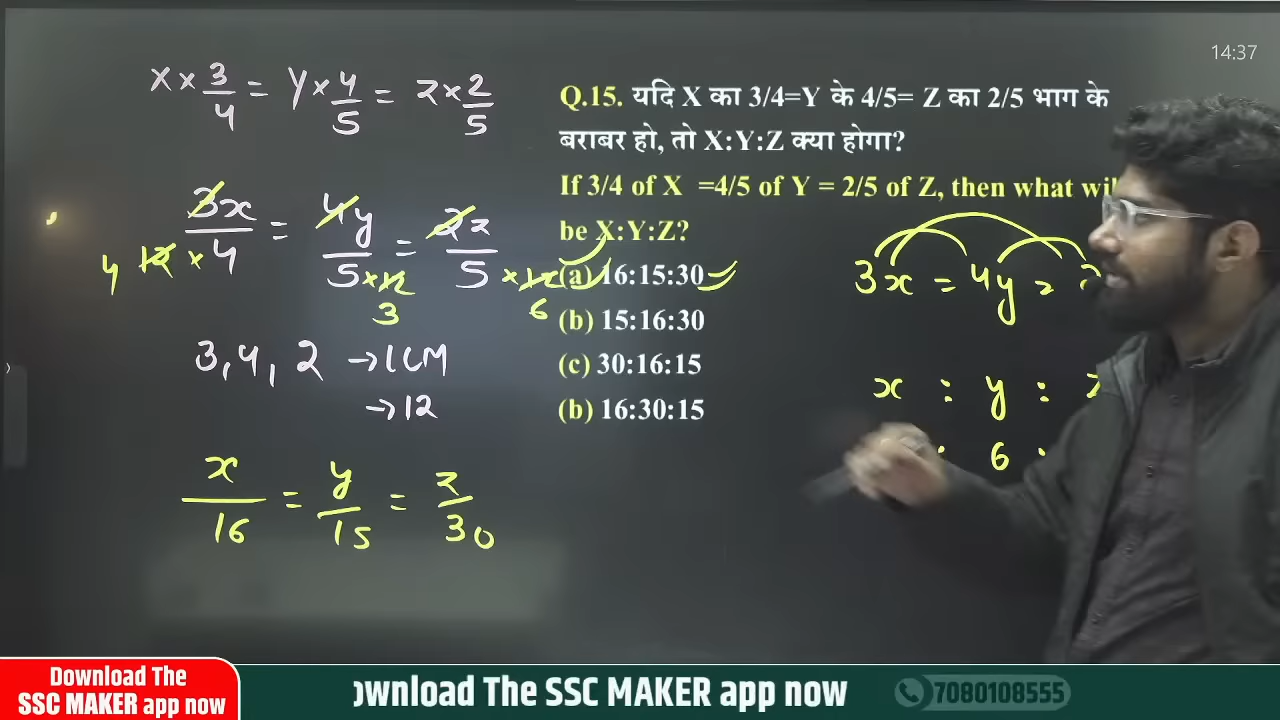 14:37
X × 3/4 = Y × 4/5 = Z × 2/5
Q.15. यदि X का 3/4=Y के 4/5= Z का 2/5 भाग के
बराबर हो, तो X:Y:Z क्या होगा?
If 3/4 of X =4/5 of Y = 2/5 of Z, then what
be X:Y:Z?
(a) 16:15:30
(b) 15:16:30
(c) 30:16:15
(b) 16:30:15
3x/4 = 4y/5 = 2z/5
4 12 × × 12 × 12
3 6
3, 4, 2 → LCM
→ 12
x/16 = y/15 = z/30
3x = 4y =
x : y :
: 6 :
Download The
SSC MAKER app now
ownload The SSC MAKER app now
7080108555